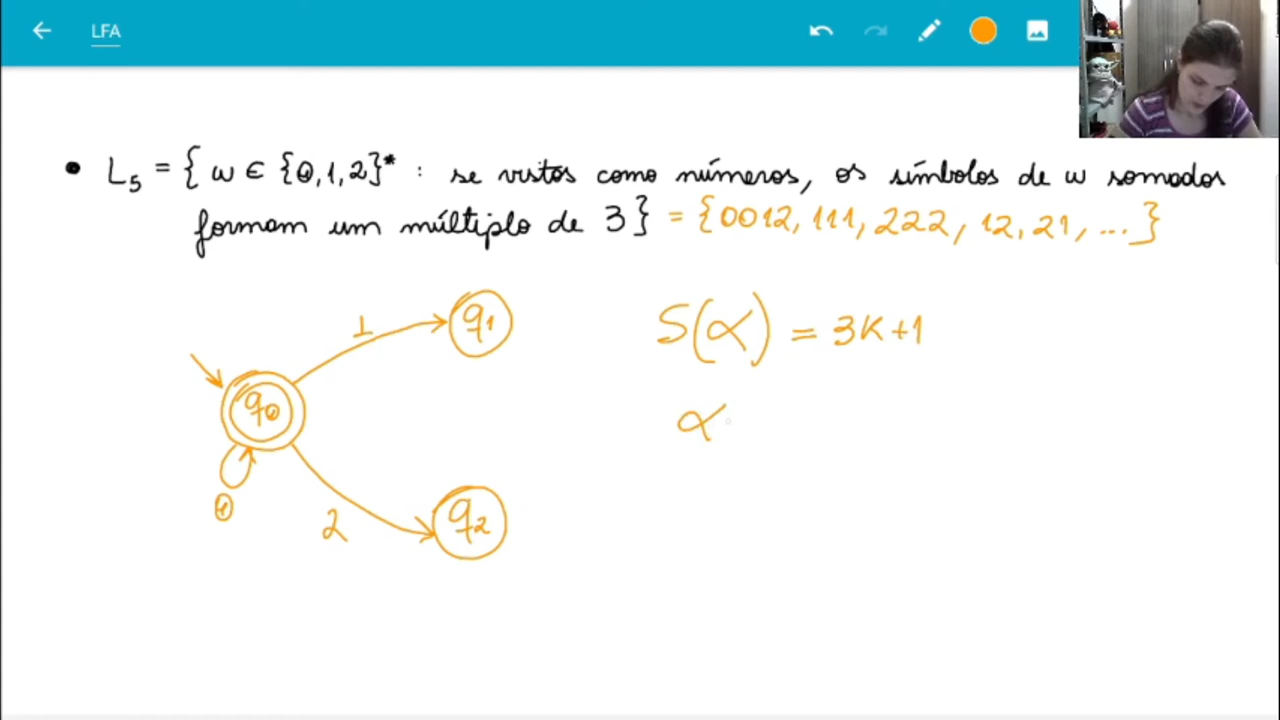 LFA
• L₅ = { w ∈ {0,1,2}* : se vistos como números, os símbolos de w somados
formam um múltiplo de 3 } = {0012, 111, 222, 12, 21, ...}
1
q₁
S(α) = 3K+1
q₀
α
0
2
q₂